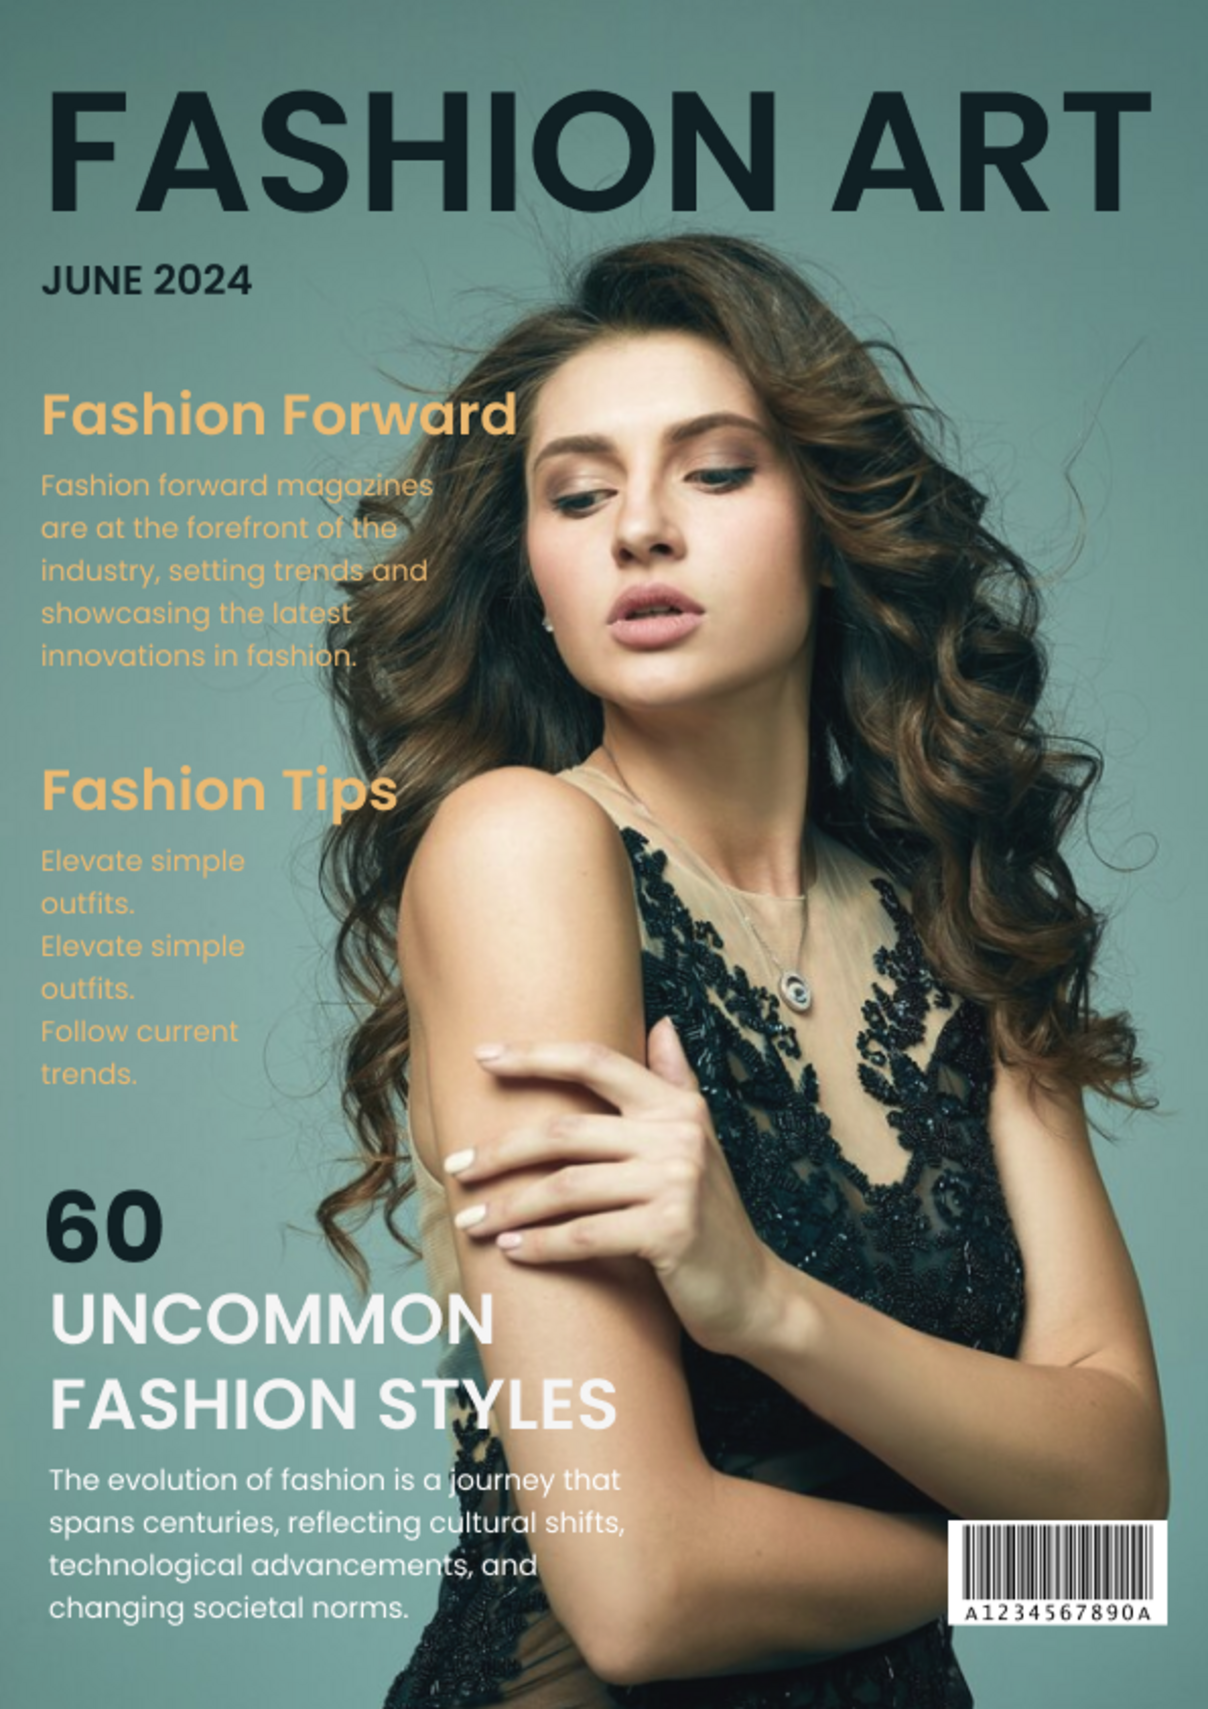 FASHION ART
JUNE 2024
Fashion Forward
Fashion forward magazines
are at the forefront of the
industry, setting trends and
showcasing the latest
innovations in fashion.
Fashion Tips
Elevate simple
outfits.
Elevate simple
outfits.
Follow current
trends.
60
UNCOMMON
FASHION STYLES
The evolution of fashion is a journey that
spans centuries, reflecting cultural shifts,
technological advancements, and
changing societal norms.
A1234567890A